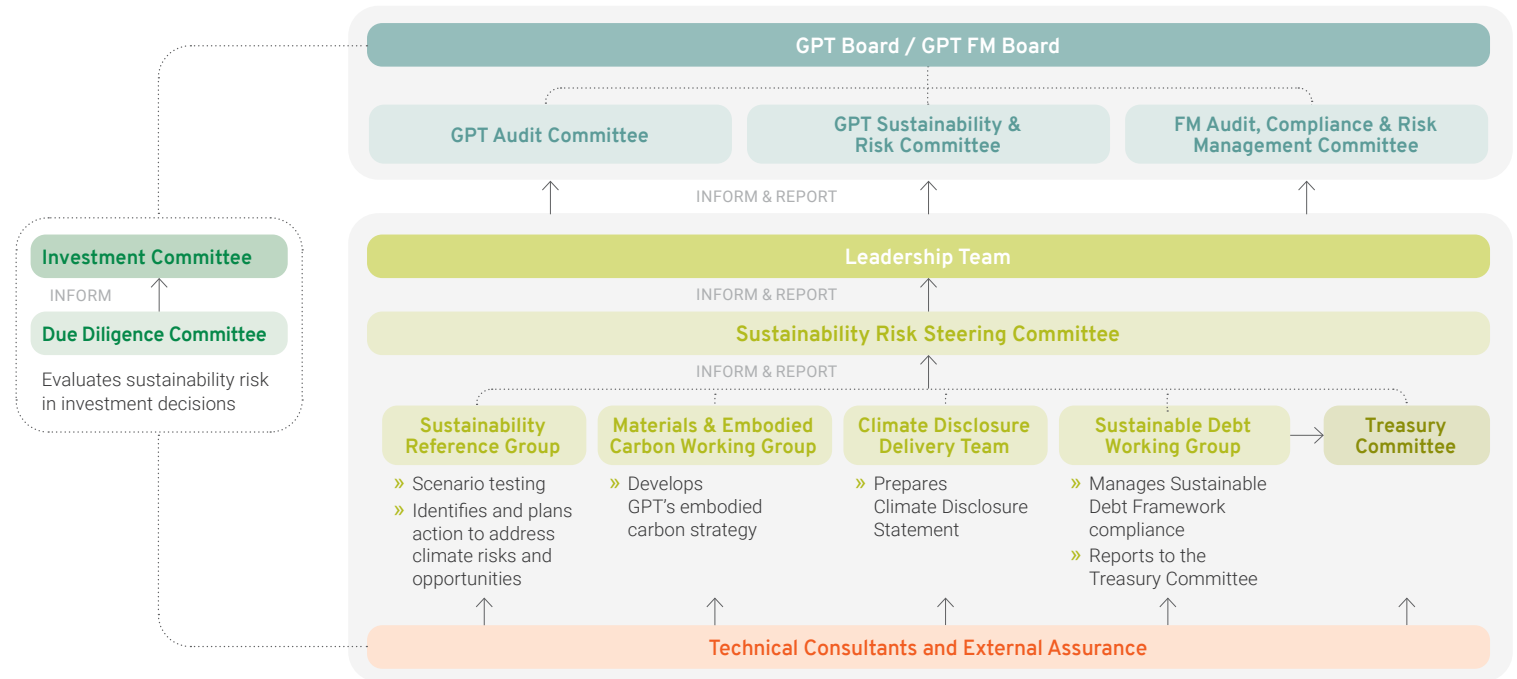 GPT Board / GPT FM Board
GPT Audit Committee
GPT Sustainability &
Risk Committee
FM Audit, Compliance & Risk
Management Committee
INFORM & REPORT
Investment Committee
INFORM
Due Diligence Committee
Evaluates sustainability risk
in investment decisions
Leadership Team
INFORM & REPORT
Sustainability Risk Steering Committee
INFORM & REPORT
Sustainability
Reference Group
» Scenario testing
» Identifies and plans
action to address
climate risks and
opportunities
Materials & Embodied
Carbon Working Group
» Develops
GPT’s embodied
carbon strategy
Climate Disclosure
Delivery Team
» Prepares
Climate Disclosure
Statement
Sustainable Debt
Working Group
» Manages Sustainable
Debt Framework
compliance
» Reports to the
Treasury Committee
Treasury
Committee
Technical Consultants and External Assurance